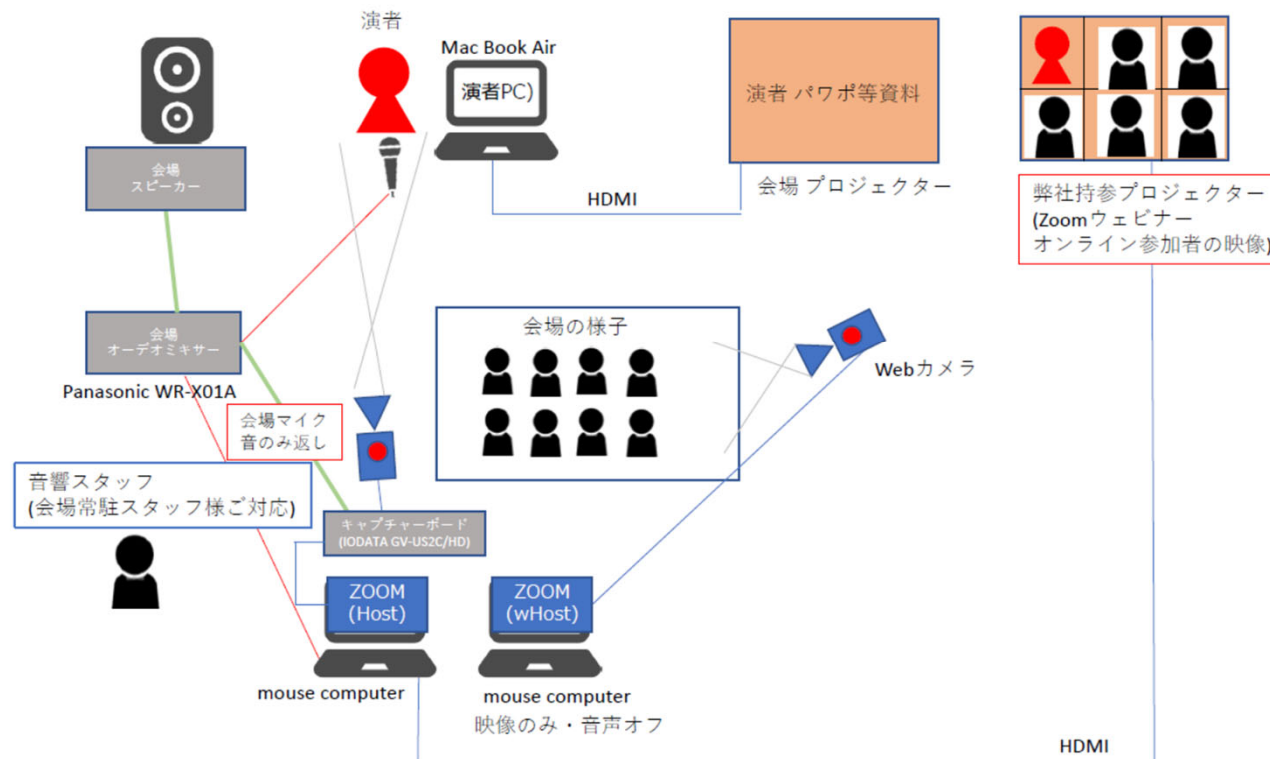 演者
Mac Book Air
演者PC)
演者 パワポ等資料
会場 プロジェクター
HDMI
弊社持参プロジェクター
(Zoomウェビナー
オンライン参加者の映像)
会場
スピーカー
会場
オーデオミキサー
Panasonic WR-X01A
会場マイク
音のみ返し
会場の様子
Webカメラ
音響スタッフ
(会場常駐スタッフ様ご対応)
キャプチャーボード
(IODATA GV-US2C/HD)
ZOOM
(Host)
ZOOM
(wHost)
mouse computer
mouse computer
映像のみ・音声オフ
HDMI